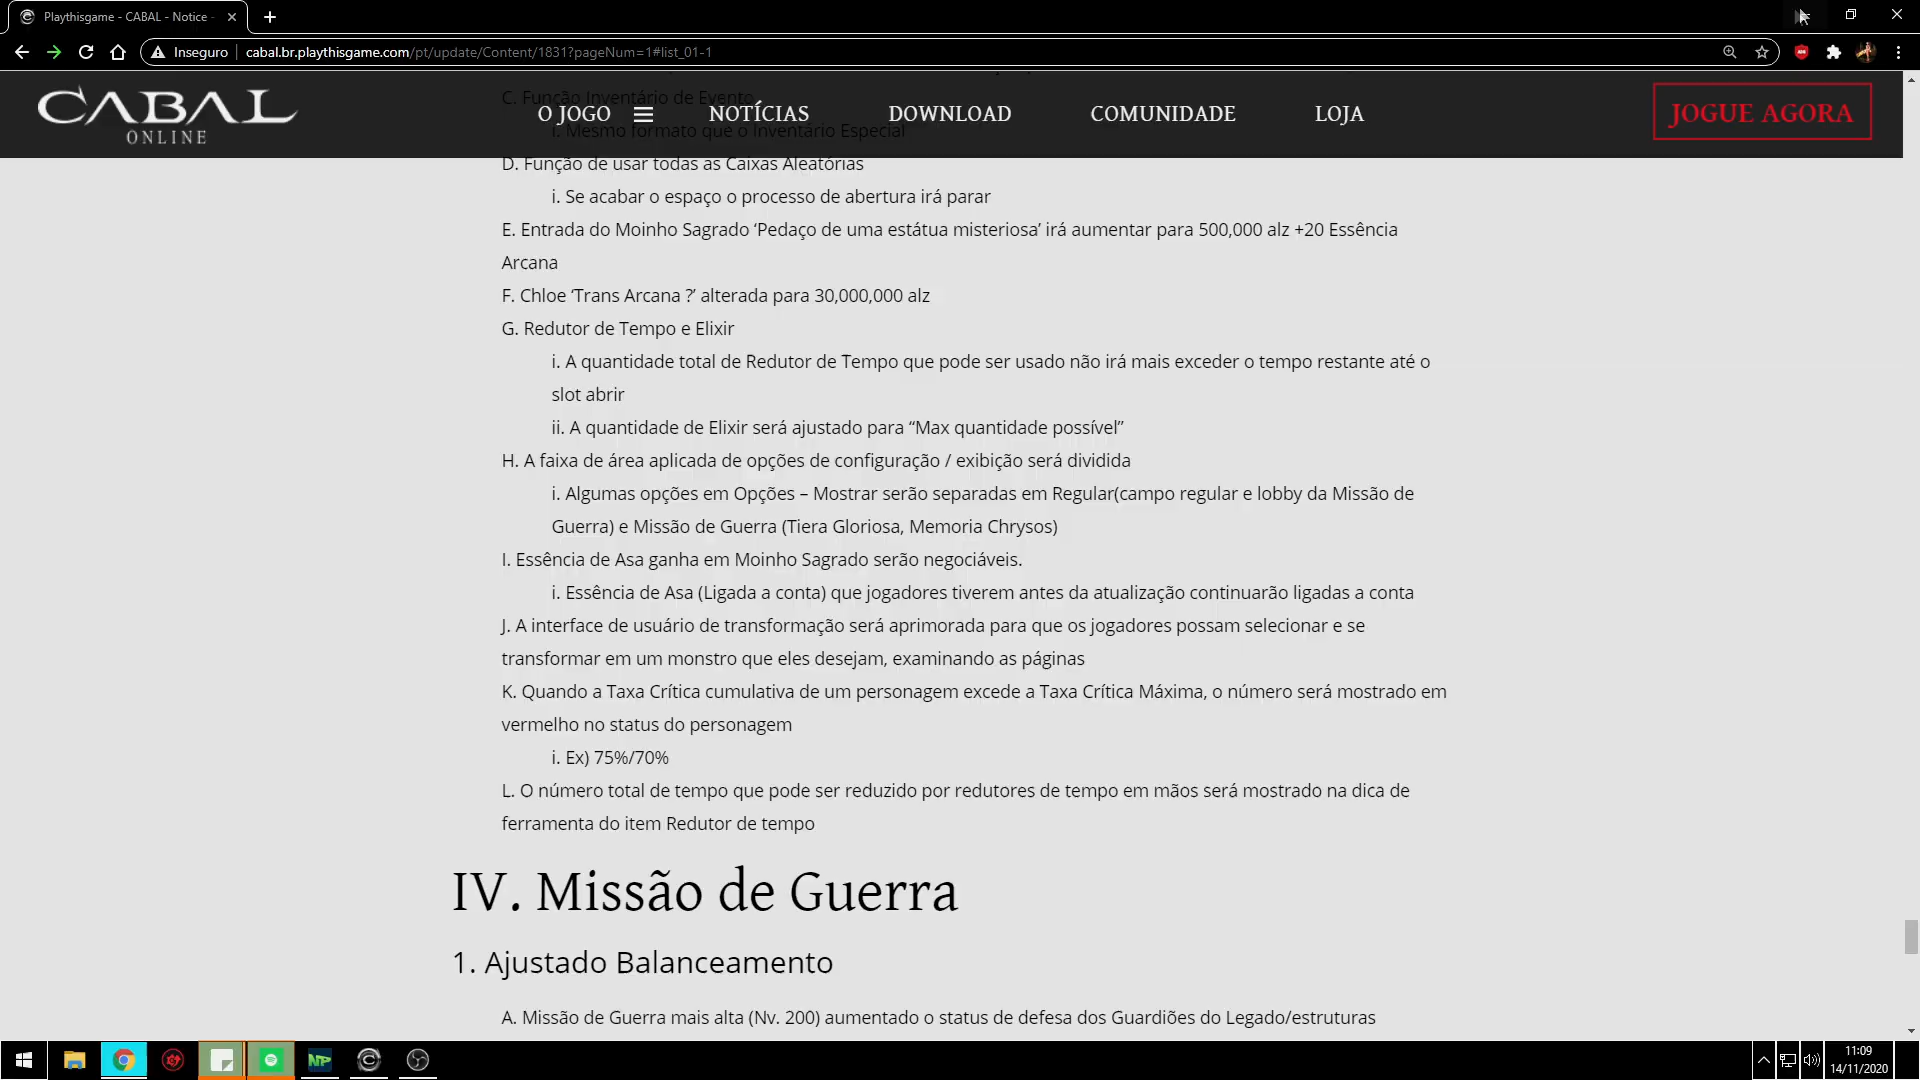 Playthisgame - CABAL - Notice -
Inseguro
cabal.br.playthisgame.com/pt/update/Content/1831?pageNum=1#list_01-1
CABAL
ONLINE
O JOGO
NOTÍCIAS
DOWNLOAD
COMUNIDADE
LOJA
JOGUE AGORA
C. Função Inventário de Evento
i. Mesmo formato que o Inventário Especial
D. Função de usar todas as Caixas Aleatórias
i. Se acabar o espaço o processo de abertura irá parar
E. Entrada do Moinho Sagrado ‘Pedaço de uma estátua misteriosa’ irá aumentar para 500,000 alz +20 Essência
Arcana
F. Chloe ‘Trans Arcana ?’ alterada para 30,000,000 alz
G. Redutor de Tempo e Elixir
i. A quantidade total de Redutor de Tempo que pode ser usado não irá mais exceder o tempo restante até o
slot abrir
ii. A quantidade de Elixir será ajustado para “Max quantidade possível”
H. A faixa de área aplicada de opções de configuração / exibição será dividida
i. Algumas opções em Opções – Mostrar serão separadas em Regular(campo regular e lobby da Missão de
Guerra) e Missão de Guerra (Tiera Gloriosa, Memoria Chrysos)
I. Essência de Asa ganha em Moinho Sagrado serão negociáveis.
i. Essência de Asa (Ligada a conta) que jogadores tiverem antes da atualização continuarão ligadas a conta
J. A interface de usuário de transformação será aprimorada para que os jogadores possam selecionar e se
transformar em um monstro que eles desejam, examinando as páginas
K. Quando a Taxa Crítica cumulativa de um personagem excede a Taxa Crítica Máxima, o número será mostrado em
vermelho no status do personagem
i. Ex) 75%/70%
L. O número total de tempo que pode ser reduzido por redutores de tempo em mãos será mostrado na dica de
ferramenta do item Redutor de tempo
IV. Missão de Guerra
1. Ajustado Balanceamento
A. Missão de Guerra mais alta (Nv. 200) aumentado o status de defesa dos Guardiões do Legado/estruturas
NP
11:09
14/11/2020